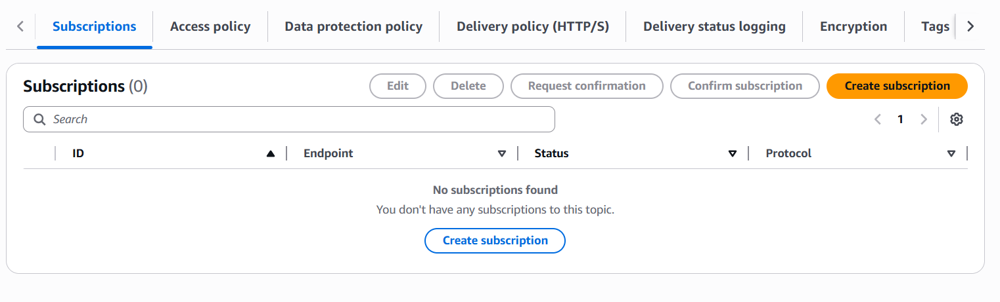 Subscriptions Access policy Data protection policy Delivery policy (HTTP/S) Delivery status logging Encryption Tags
Subscriptions (0) Edit Delete Request confirmation Confirm subscription Create subscription
Search 1
ID Endpoint Status Protocol
No subscriptions found
You don't have any subscriptions to this topic.
Create subscription